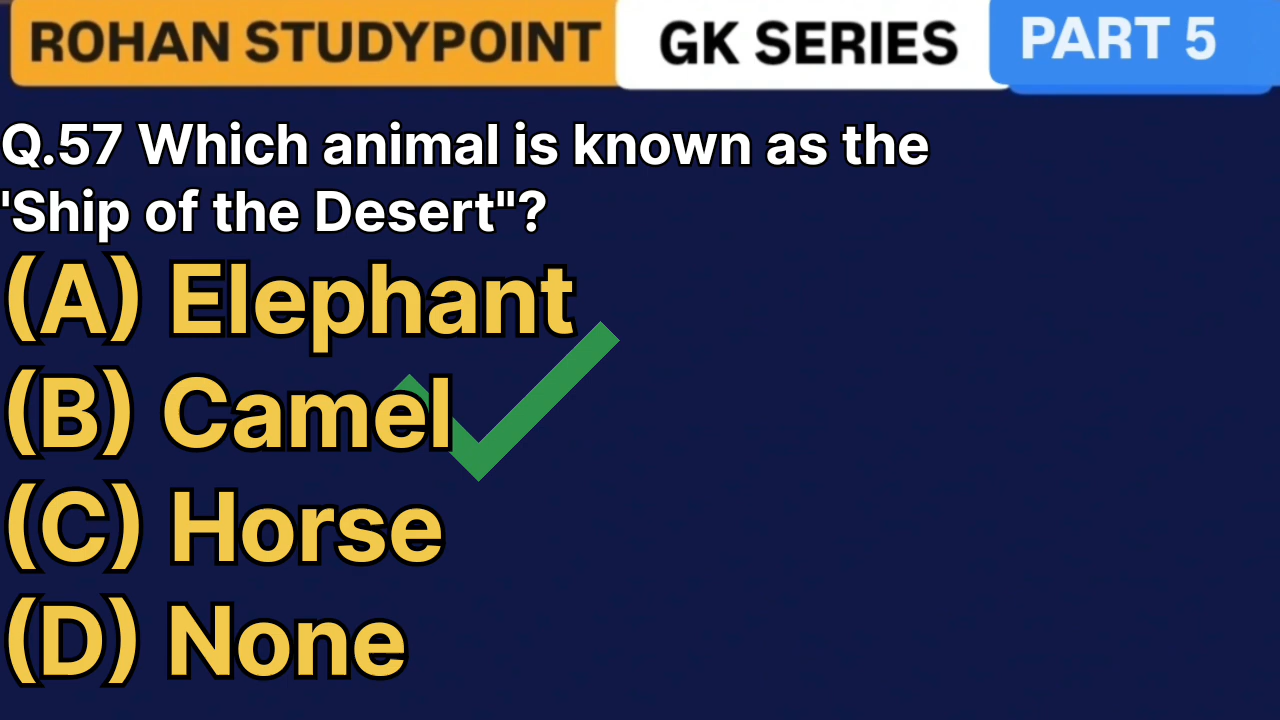 ROHAN STUDYPOINT GK SERIES PART 5
Q.57 Which animal is known as the
'Ship of the Desert"?
(A) Elephant
(B) Camel
(C) Horse
(D) None